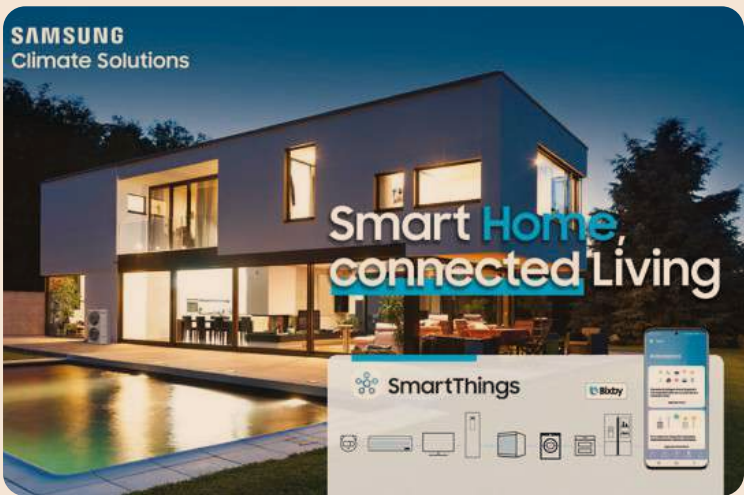 SAMSUNG
Climate Solutions
Smart Home,
connected Living
SmartThings
Bixby